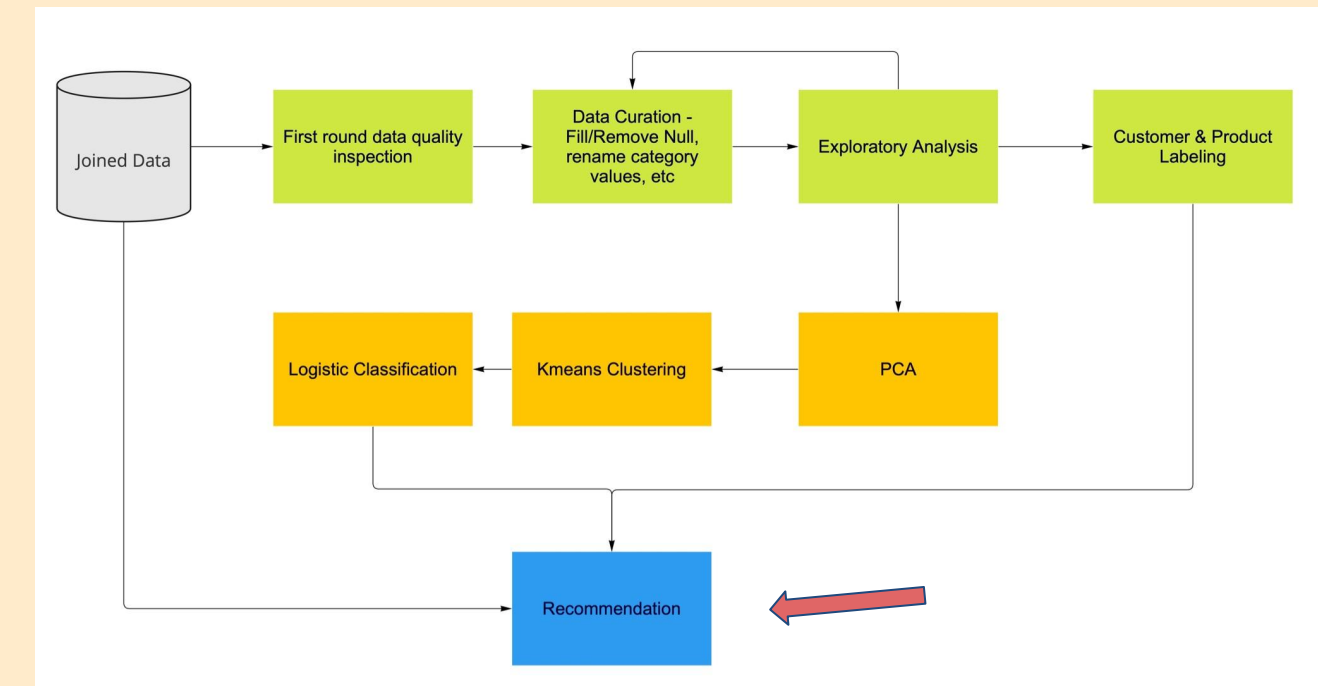 Joined Data
First round data quality
inspection
Data Curation -
Fill/Remove Null,
rename category
values, etc
Exploratory Analysis
Customer & Product
Labeling
Logistic Classification
Kmeans Clustering
PCA
Recommendation